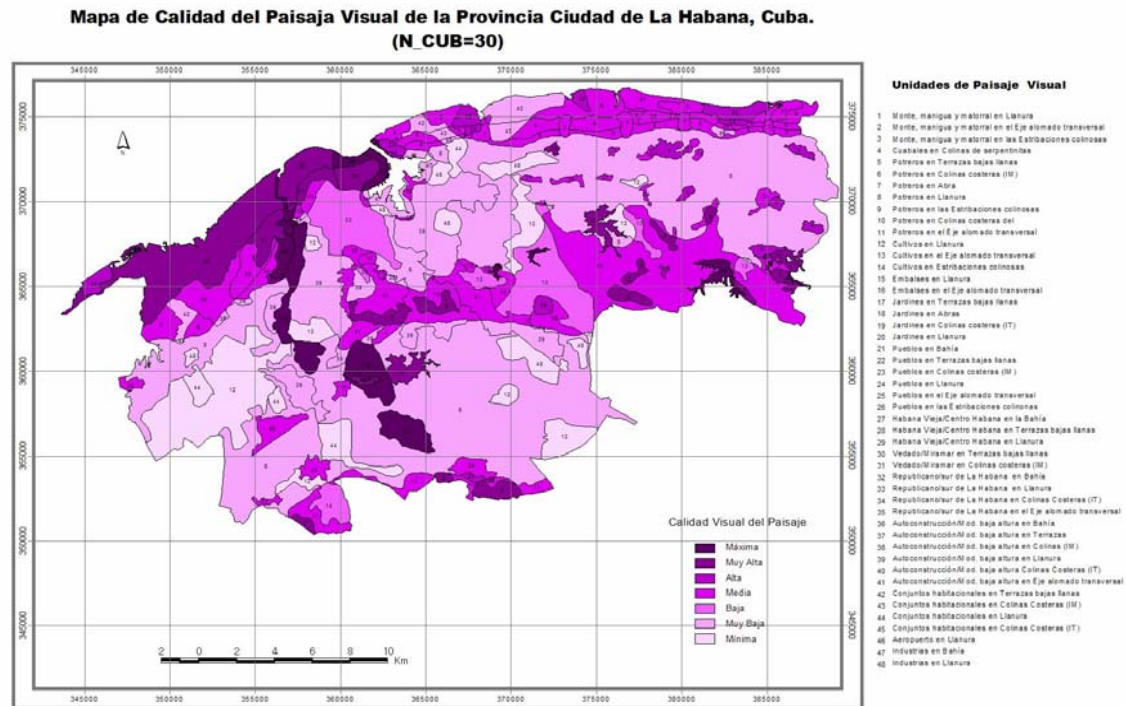 Mapa de Calidad del Paisaja Visual de la Provincia Ciudad de La Habana, Cuba.
(N_CUB=30)
345000 350000 355000 360000 365000 370000 375000 380000 385000
375000
370000
365000
360000
355000
350000
345000
N
Calidad Visual del Paisaje
Máxima
Muy Alta
Alta
Media
Baja
Muy Baja
Mínima
2 0 2 4 6 8 10
Km
345000 350000 355000 360000 365000 370000 375000 380000 385000
Unidades de Paisaje Visual
1 Monte, manigua y matorral en Llanura
2 Monte, manigua y matorral en el Eje alomado transversal
3 Monte, manigua y matorral en las Estribaciones colinosas
4 Cuabales en Colinas de serpentinitas
5 Potreros en Terrazas bajas llanas
6 Potreros en Colinas costeras (IM)
7 Potreros en Abra
8 Potreros en Llanura
9 Potreros en las Estribaciones colinosas
10 Potreros en Colinas costeras del
11 Potreros en el Eje alomado transversal
12 Cultivos en Llanura
13 Cultivos en el Eje alomado transversal
14 Cultivos en Estribaciones colinosas
15 Embalses en Llanura
16 Embalses en el Eje alomado transversal
17 Jardines en Terrazas bajas llanas
18 Jardines en Abras
19 Jardines en Colinas costeras (IT)
20 Jardines en Llanura
21 Pueblos en Bahía
22 Pueblos en Terrazas bajas llanas
23 Pueblos en Colinas costeras (IM)
24 Pueblos en Llanura
25 Pueblos en el Eje alomado transversal
26 Pueblos en las Estribaciones colinonas
27 Habana Vieja/Centro Habana en la Bahía
28 Habana Vieja/Centro Habana en Terrazas bajas llanas
29 Habana Vieja/Centro Habana en Llanura
30 Vedado/Miramar en Terrazas bajas llanas
31 Vedado/Miramar en Colinas costeras (IM)
32 Republicano/sur de La Habana en Bahía
33 Republicano/sur de La Habana en Llanura
34 Republicano/sur de La Habana en Colinas Costeras (IT)
35 Republicano/sur de La Habana en el Eje alomado transversal
36 Autoconstrucción/Mod. baja altura en Bahía
37 Autoconstrucción/Mod. baja altura en Terrazas
38 Autoconstrucción/Mod. baja altura en Colinas (IM)
39 Autoconstrucción/Mod. baja altura en Llanura
40 Autoconstrucción/Mod. baja altura Colinas Costeras (IT)
41 Autoconstrucción/Mod. baja altura en Eje alomado transversal
42 Conjuntos habitacionales en Terrazas bajas llanas
43 Conjuntos habitacionales en Colinas Costeras (IM)
44 Conjuntos habitacionales en Llanura
45 Conjuntos habitacionales en Colinas Costeras (IT)
46 Aeropuerto en Llanura
47 Industrias en Bahía
48 Industrias en Llanura